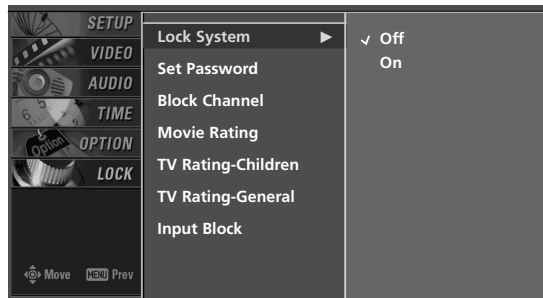 SETUP
VIDEO
AUDIO
TIME
Option OPTION
LOCK
Move MENU Prev
Lock System
Set Password
Block Channel
Movie Rating
TV Rating-Children
TV Rating-General
Input Block
Off
On